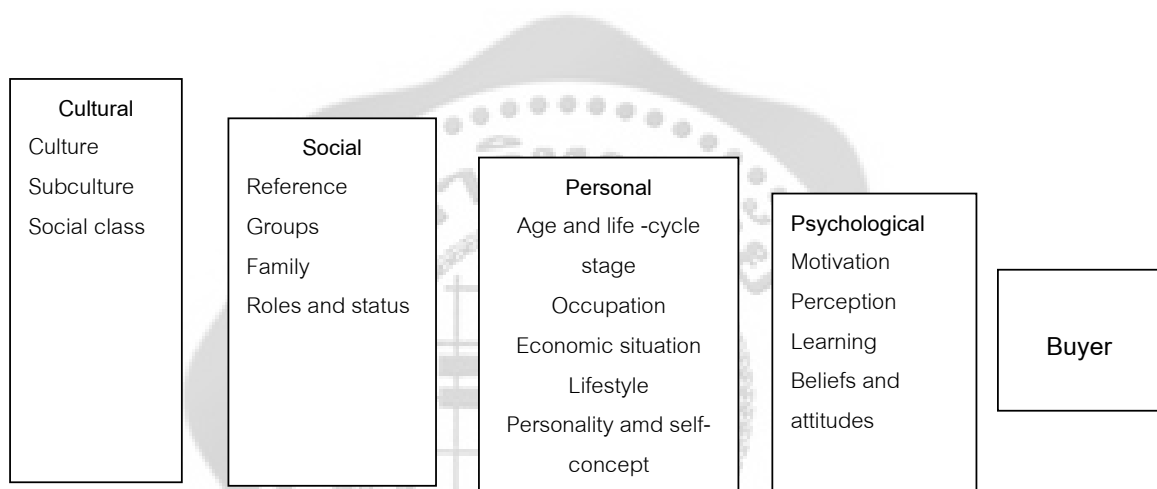 Cultural
Culture
Subculture
Social class
Social
Reference
Groups
Family
Roles and status
Personal
Age and life -cycle
stage
Occupation
Economic situation
Lifestyle
Personality amd self-
concept
Psychological
Motivation
Perception
Learning
Beliefs and
attitudes
Buyer